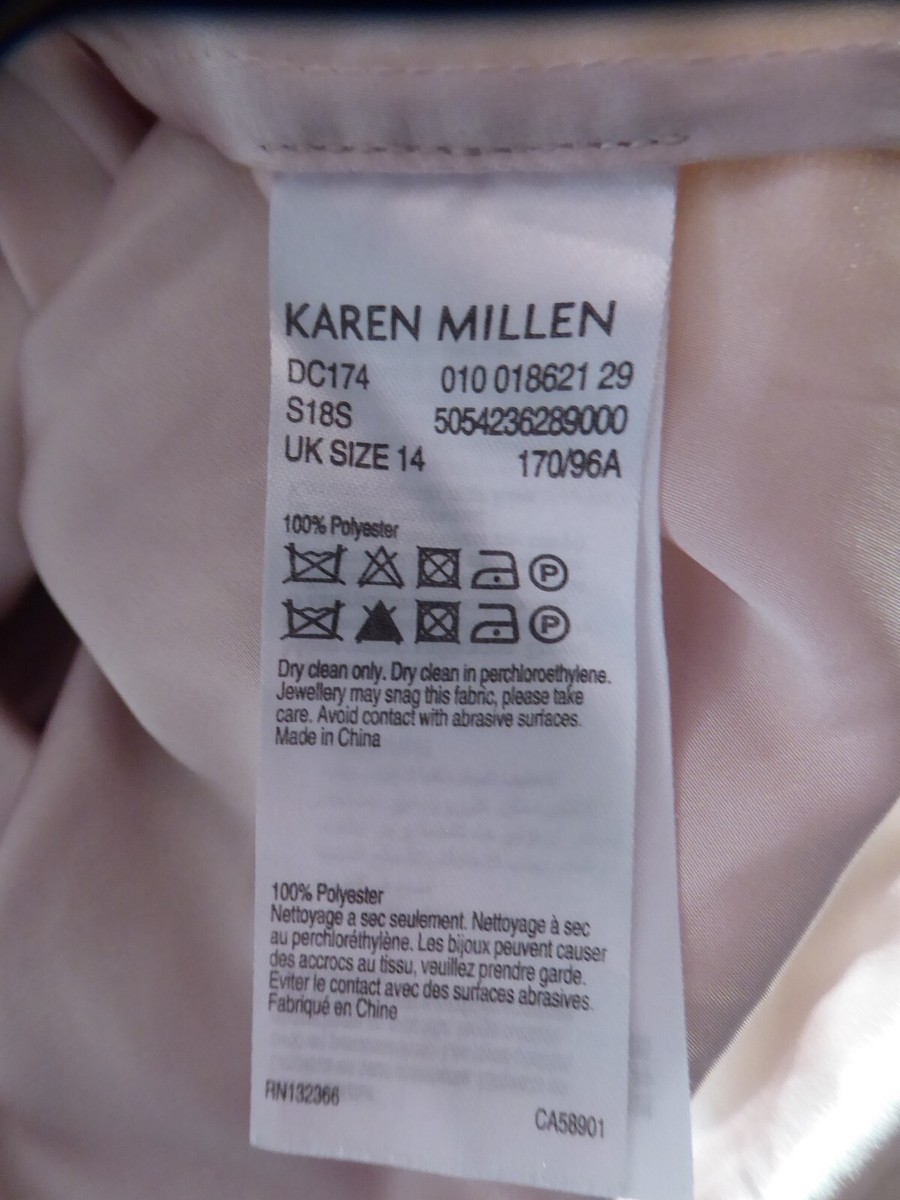 KAREN MILLEN
DC174 010 018621 29
S18S 5054236289000
UK SIZE 14 170/96A
100% Polyester
P
P
Dry clean only. Dry clean in perchloroethylene.
Jewellery may snag this fabric, please take
care. Avoid contact with abrasive surfaces.
Made in China
100% Polyester
Nettoyage a sec seulement. Nettoyage à sec
au perchloréthylène. Les bijoux peuvent causer
des accrocs au tissu, veuillez prendre garde.
Eviter le contact avec des surfaces abrasives.
Fabriqué en Chine
RN132366
CA58901